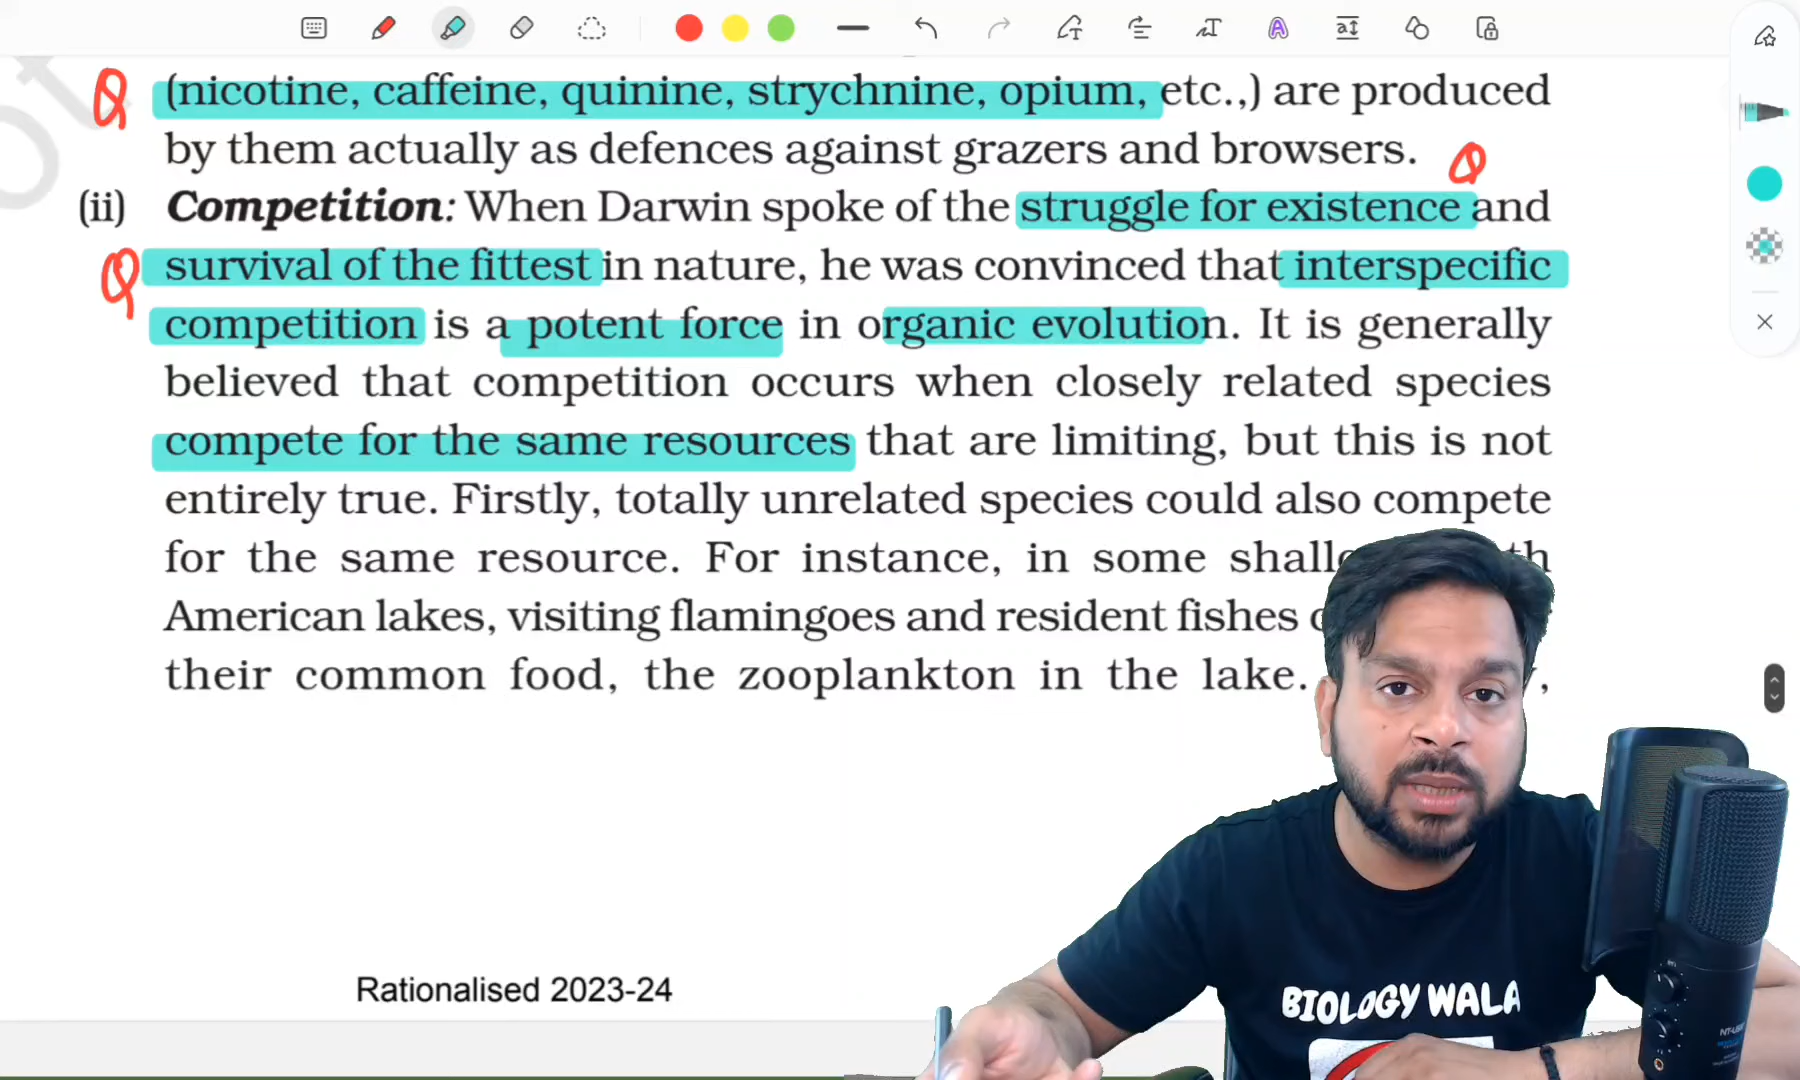 (nicotine, caffeine, quinine, strychnine, opium, etc.,) are produced
by them actually as defences against grazers and browsers.
(ii) Competition: When Darwin spoke of the struggle for existence and
survival of the fittest in nature, he was convinced that interspecific
competition is a potent force in organic evolution. It is generally
believed that competition occurs when closely related species
compete for the same resources that are limiting, but this is not
entirely true. Firstly, totally unrelated species could also compete
for the same resource. For instance, in some
American lakes, visiting flamingoes and resident fishes
their common food, the zooplankton in the lake.
Rationalised 2023-24
BIOLOGY WALA